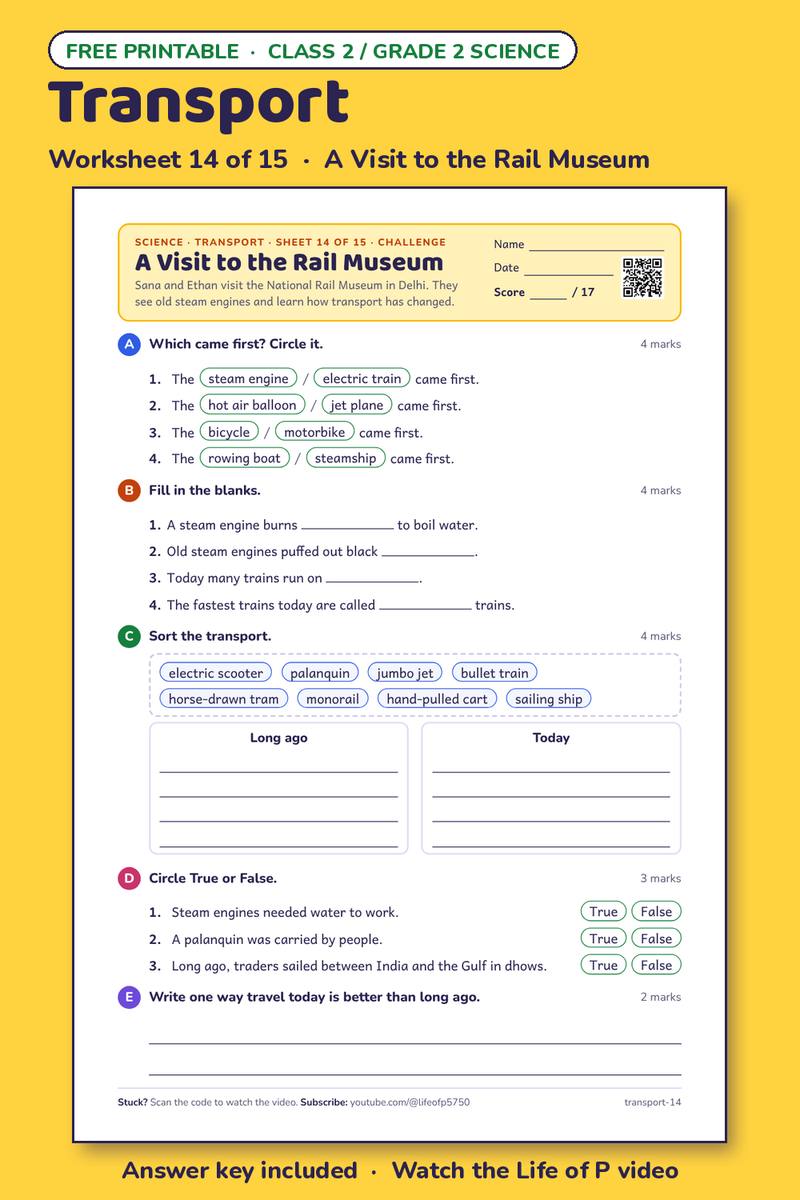 FREE PRINTABLE · CLASS 2 / GRADE 2 SCIENCE
Transport
Worksheet 14 of 15 · A Visit to the Rail Museum
SCIENCE · TRANSPORT · SHEET 14 OF 15 · CHALLENGE
A Visit to the Rail Museum
Sana and Ethan visit the National Rail Museum in Delhi. They
see old steam engines and learn how transport has changed.
Name
Date
Score / 17
A Which came first? Circle it. 4 marks
1. The steam engine / electric train came first.
2. The hot air balloon / jet plane came first.
3. The bicycle / motorbike came first.
4. The rowing boat / steamship came first.
B Fill in the blanks. 4 marks
1. A steam engine burns ____________ to boil water.
2. Old steam engines puffed out black ____________.
3. Today many trains run on ____________.
4. The fastest trains today are called ____________ trains.
C Sort the transport. 4 marks
electric scooter palanquin jumbo jet bullet train
horse-drawn tram monorail hand-pulled cart sailing ship
Long ago Today
D Circle True or False. 3 marks
1. Steam engines needed water to work. True False
2. A palanquin was carried by people. True False
3. Long ago, traders sailed between India and the Gulf in dhows. True False
E Write one way travel today is better than long ago. 2 marks
Stuck? Scan the code to watch the video. Subscribe: youtube.com/@lifeofp5750 transport-14
Answer key included · Watch the Life of P video